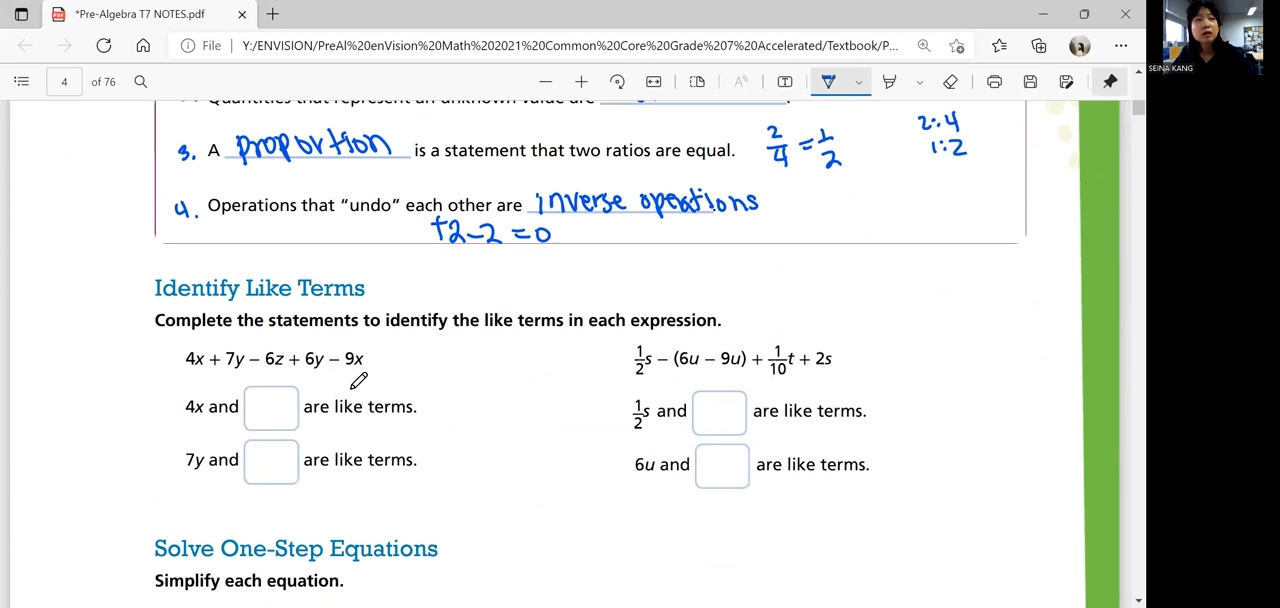 *Pre-Algebra T7 NOTES.pdf
File
Y:/ENVISION/PreAl%20enVision%20Math%202021%20Common%20Core%20Grade%207%20Accelerated/Textbook/P...
4 of 76
SEINA KANG
Quantities that represent an unknown value are
3. A proportion is a statement that two ratios are equal. 2/4 = 1/2
2:4
1:2
4. Operations that “undo” each other are inverse operations.
+2 - 2 = 0
Identify Like Terms
Complete the statements to identify the like terms in each expression.
4x + 7y − 6z + 6y − 9x
4x and are like terms.
7y and are like terms.
1/2 s − (6u − 9u) + 1/10 t + 2s
1/2 s and are like terms.
6u and are like terms.
Solve One-Step Equations
Simplify each equation.